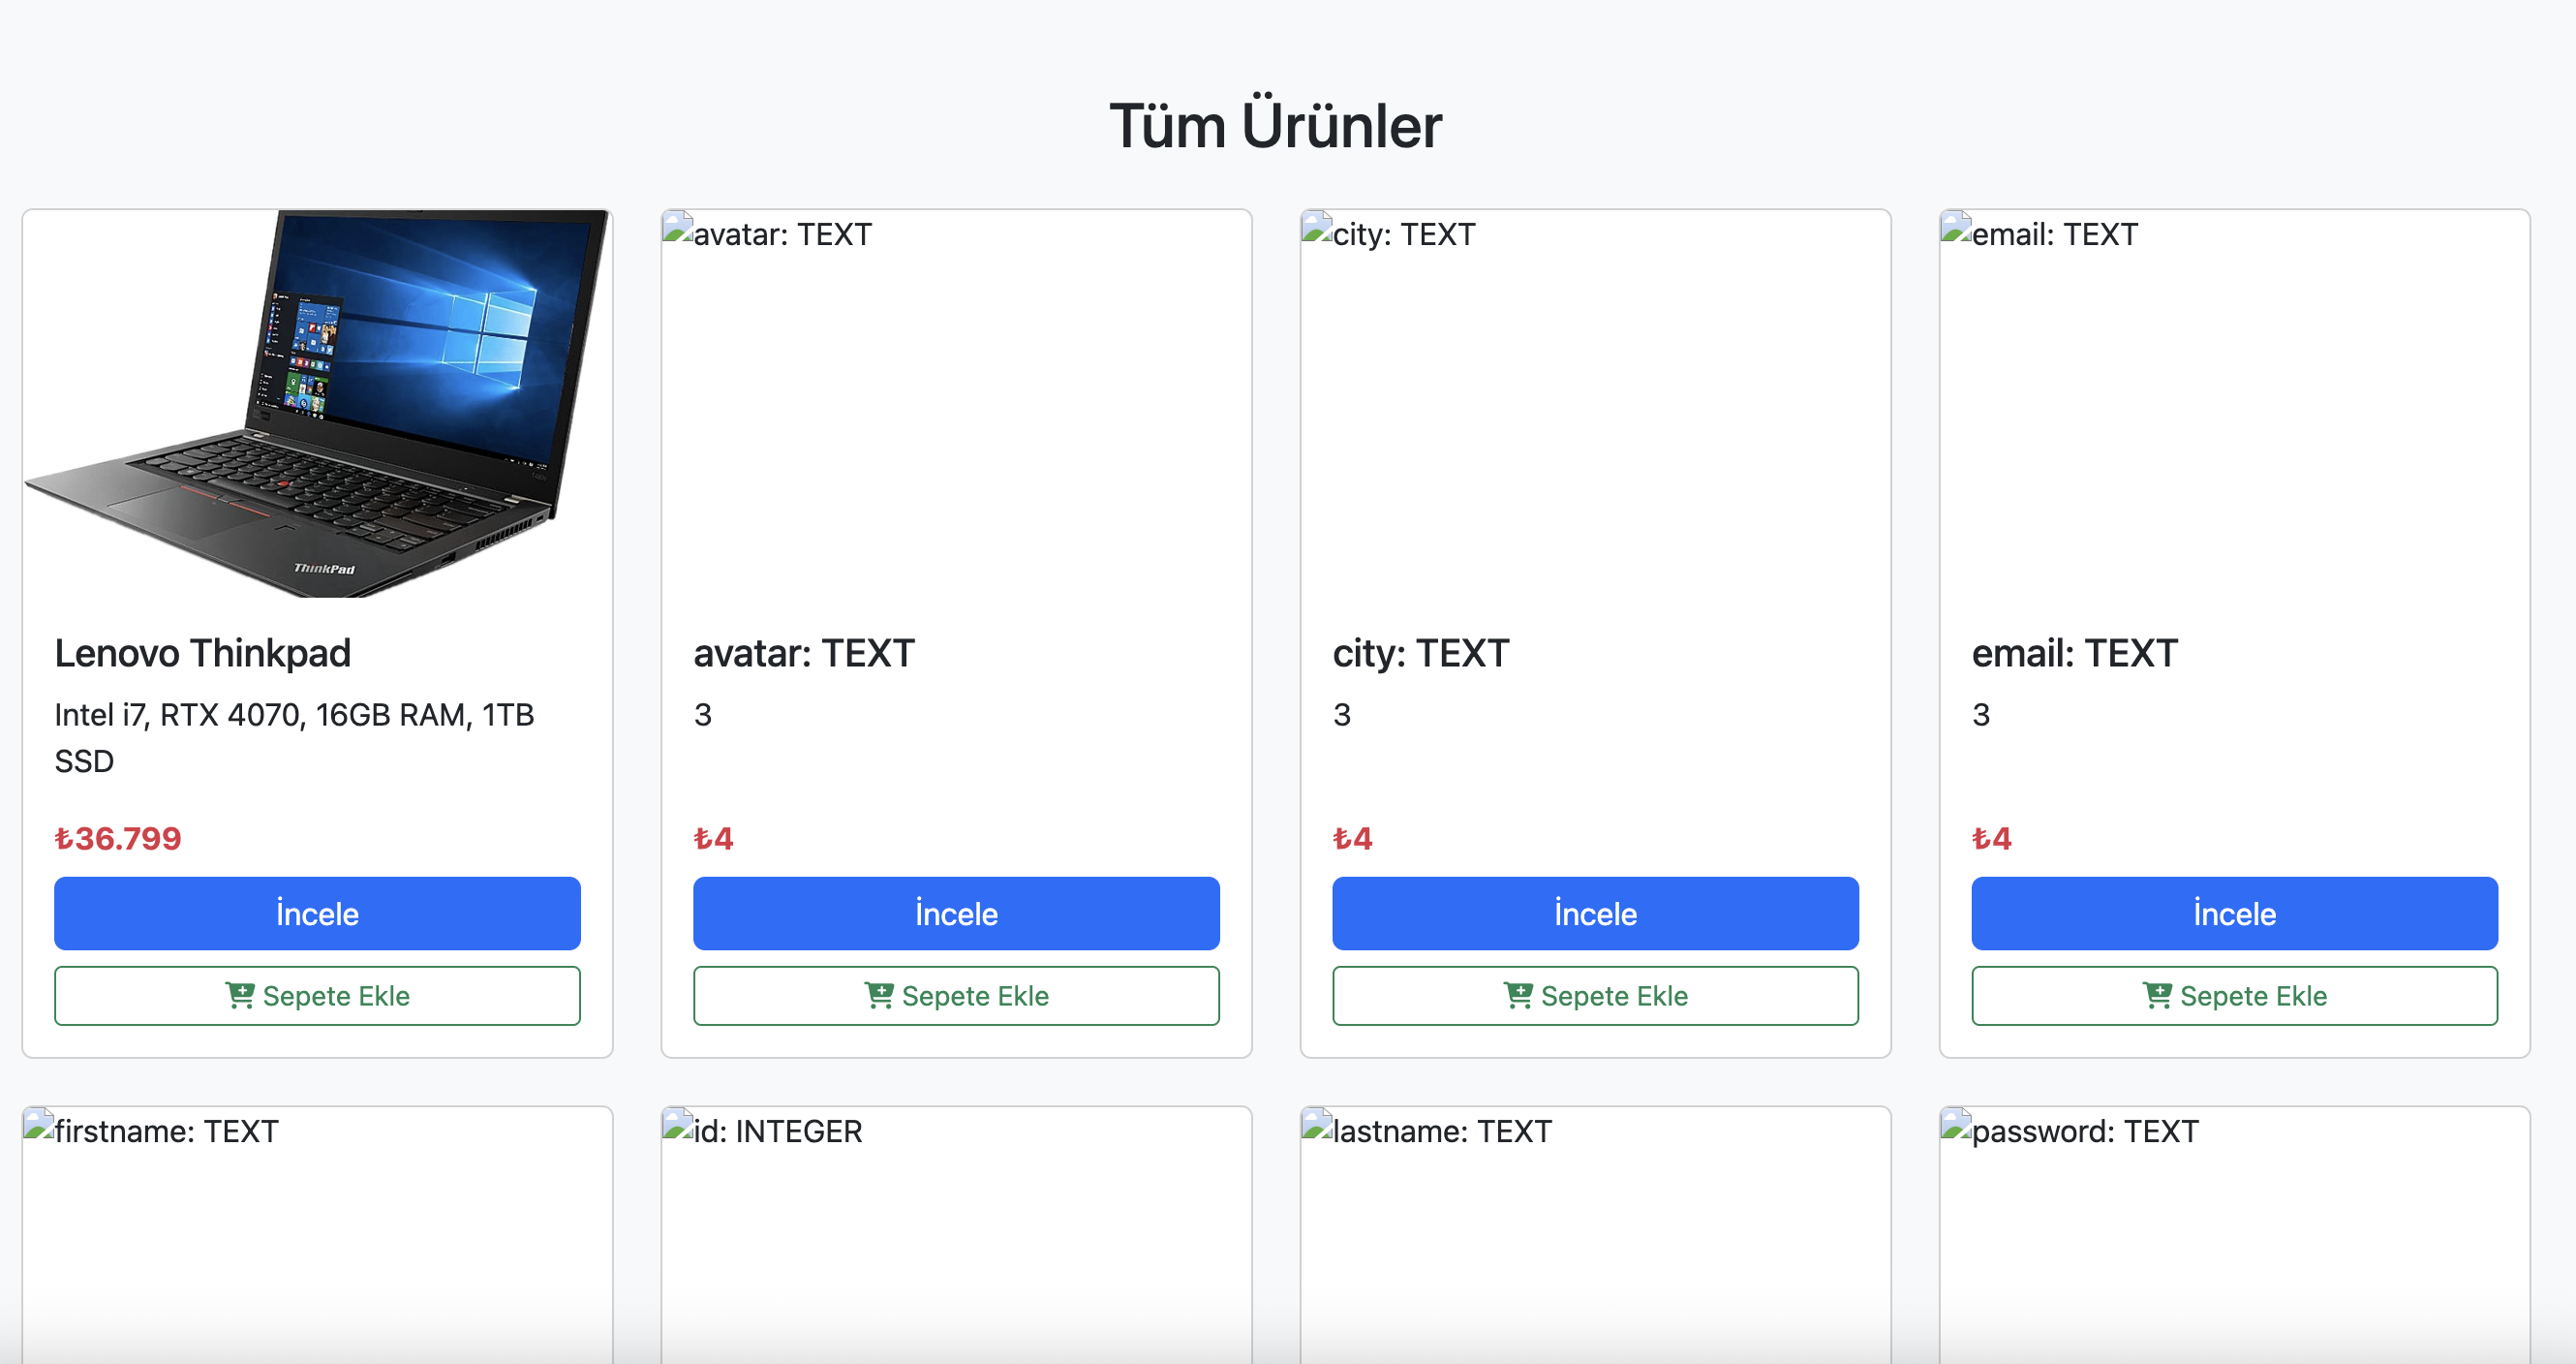 Tüm Ürünler
ThinkPad
avatar: TEXT
city: TEXT
email: TEXT
Lenovo Thinkpad
Intel i7, RTX 4070, 16GB RAM, 1TB
SSD
₺36.799
İncele
Sepete Ekle
avatar: TEXT
3
₺4
İncele
Sepete Ekle
city: TEXT
3
₺4
İncele
Sepete Ekle
email: TEXT
3
₺4
İncele
Sepete Ekle
firstname: TEXT
id: INTEGER
lastname: TEXT
password: TEXT